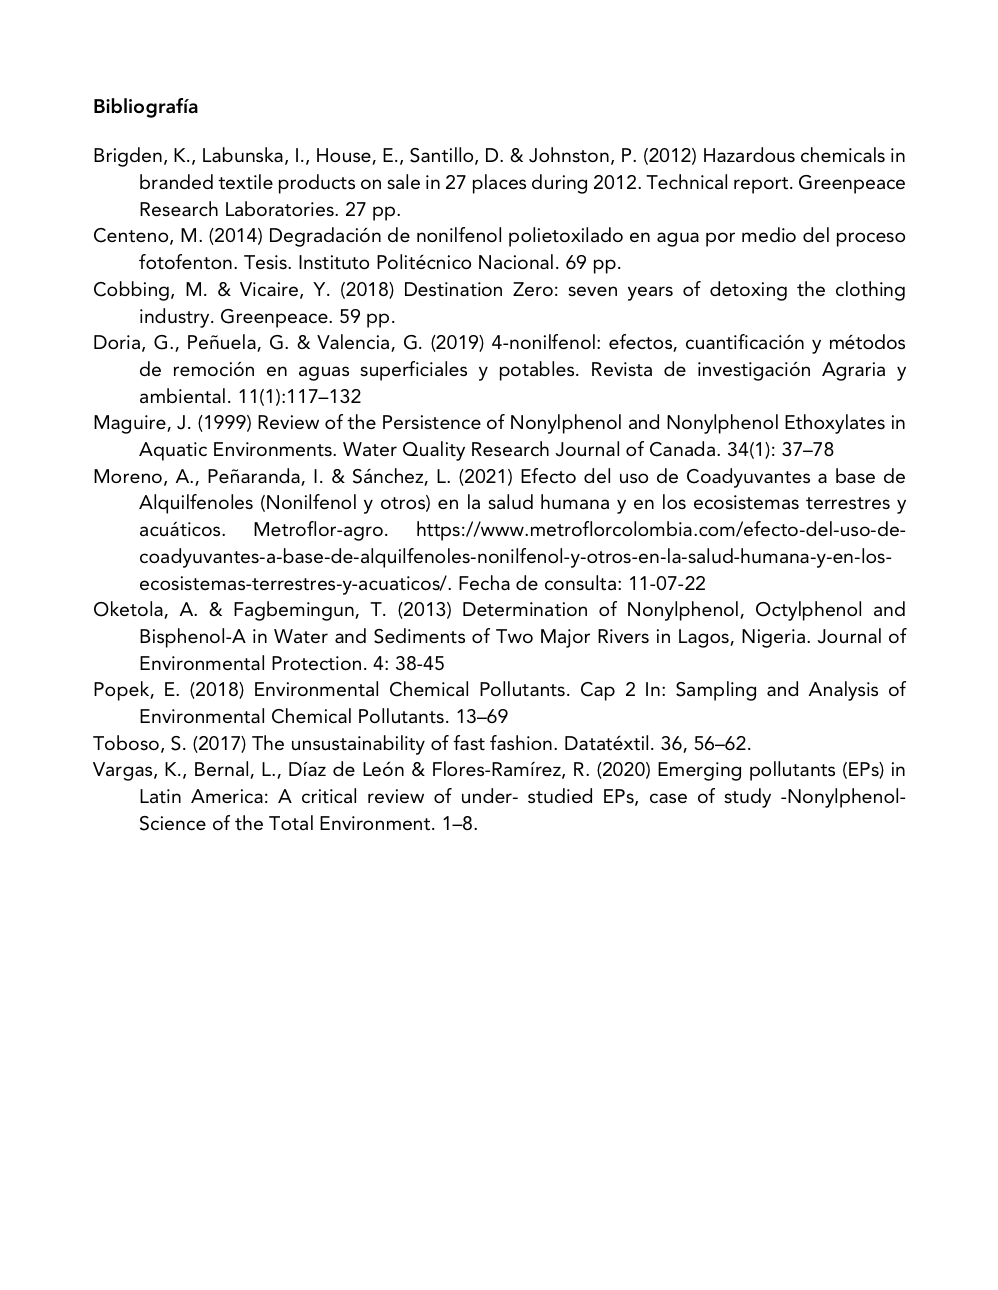 Bibliografía
Brigden, K., Labunska, I., House, E., Santillo, D. & Johnston, P. (2012) Hazardous chemicals in
branded textile products on sale in 27 places during 2012. Technical report. Greenpeace
Research Laboratories. 27 pp.
Centeno, M. (2014) Degradación de nonilfenol polietoxilado en agua por medio del proceso
fotofenton. Tesis. Instituto Politécnico Nacional. 69 pp.
Cobbing, M. & Vicaire, Y. (2018) Destination Zero: seven years of detoxing the clothing
industry. Greenpeace. 59 pp.
Doria, G., Peñuela, G. & Valencia, G. (2019) 4-nonilfenol: efectos, cuantificación y métodos
de remoción en aguas superficiales y potables. Revista de investigación Agraria y
ambiental. 11(1):117–132
Maguire, J. (1999) Review of the Persistence of Nonylphenol and Nonylphenol Ethoxylates in
Aquatic Environments. Water Quality Research Journal of Canada. 34(1): 37–78
Moreno, A., Peñaranda, I. & Sánchez, L. (2021) Efecto del uso de Coadyuvantes a base de
Alquilfenoles (Nonilfenol y otros) en la salud humana y en los ecosistemas terrestres y
acuáticos. Metroflor-agro. https://www.metroflorcolombia.com/efecto-del-uso-de-
coadyuvantes-a-base-de-alquilfenoles-nonilfenol-y-otros-en-la-salud-humana-y-en-los-
ecosistemas-terrestres-y-acuaticos/. Fecha de consulta: 11-07-22
Oketola, A. & Fagbemingun, T. (2013) Determination of Nonylphenol, Octylphenol and
Bisphenol-A in Water and Sediments of Two Major Rivers in Lagos, Nigeria. Journal of
Environmental Protection. 4: 38-45
Popek, E. (2018) Environmental Chemical Pollutants. Cap 2 In: Sampling and Analysis of
Environmental Chemical Pollutants. 13–69
Toboso, S. (2017) The unsustainability of fast fashion. Datatéxtil. 36, 56–62.
Vargas, K., Bernal, L., Díaz de León & Flores-Ramírez, R. (2020) Emerging pollutants (EPs) in
Latin America: A critical review of under- studied EPs, case of study -Nonylphenol-
Science of the Total Environment. 1–8.